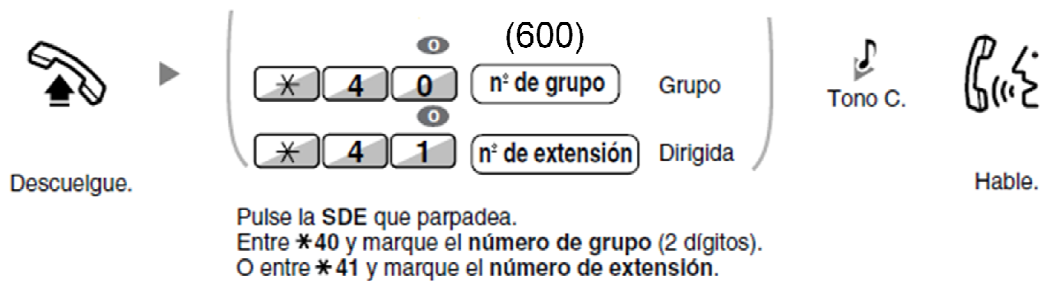 (600)
O
* 4 0 nº de grupo Grupo
O
* 4 1 nº de extensión Dirigida
Tono C.
Descuelgue.
Hable.
Pulse la SDE que parpadea.
Entre *40 y marque el número de grupo (2 dígitos).
O entre *41 y marque el número de extensión.